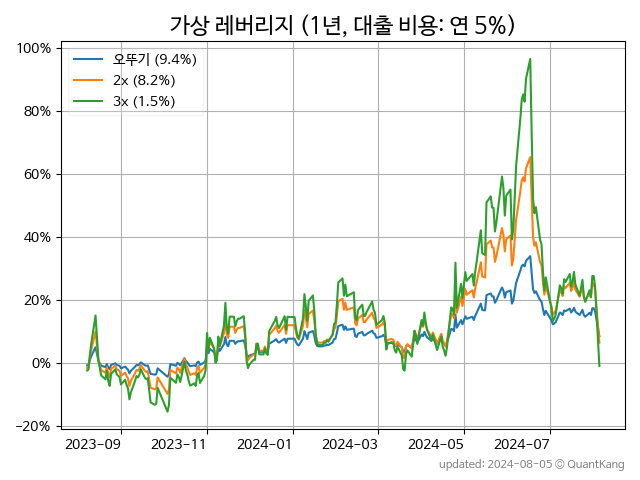 가상 레버리지 (1년, 대출 비용: 연 5%)
100%
80%
60%
40%
20%
0%
−20%
오뚜기 (9.4%)
2x (8.2%)
3x (1.5%)
2023-09
2023-11
2024-01
2024-03
2024-05
2024-07
updated: 2024-08-05 © QuantKang